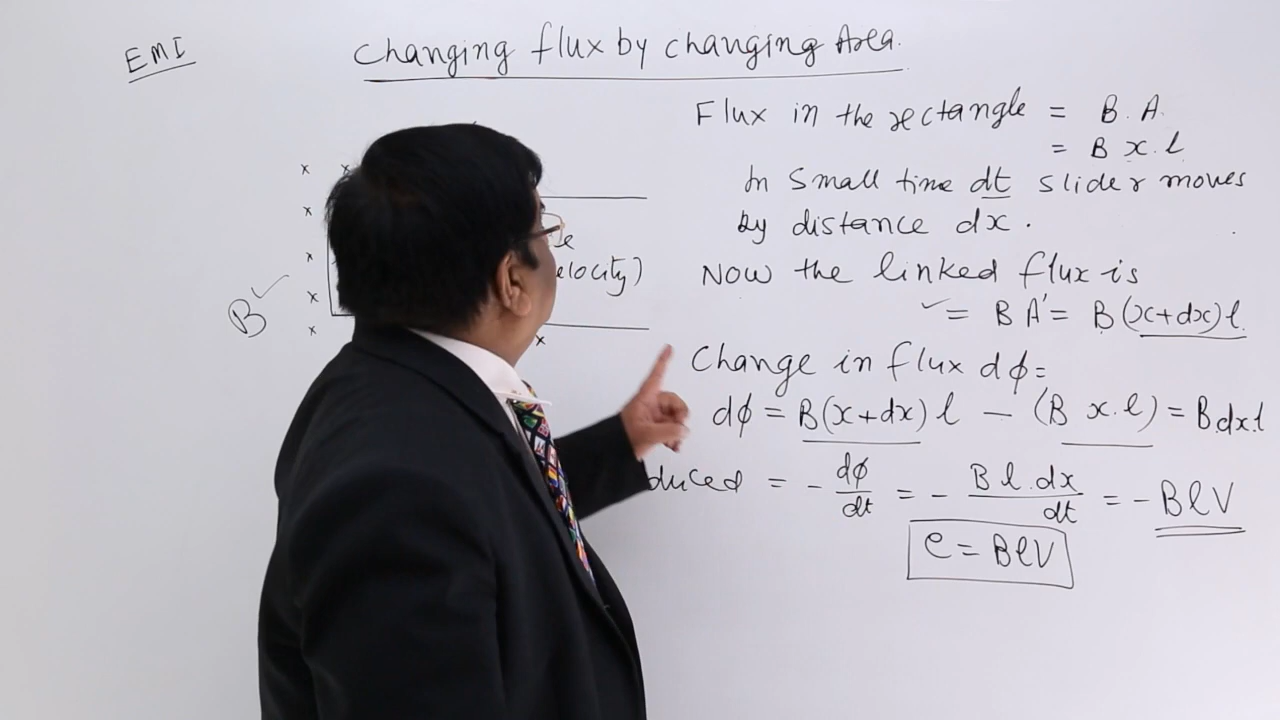 EMI
Changing flux by changing Area.
Flux in the rectangle = B. A.
= B x. l
In small time dt slider moves
by distance dx.
Now the linked flux is
= B A' = B(x+dx)l.
Change in flux dϕ=
dϕ = B(x+dx) l — (B x.l) = B.dx.l
= - dϕ/dt = - B l.dx/dt = - BlV
e = BlV
B